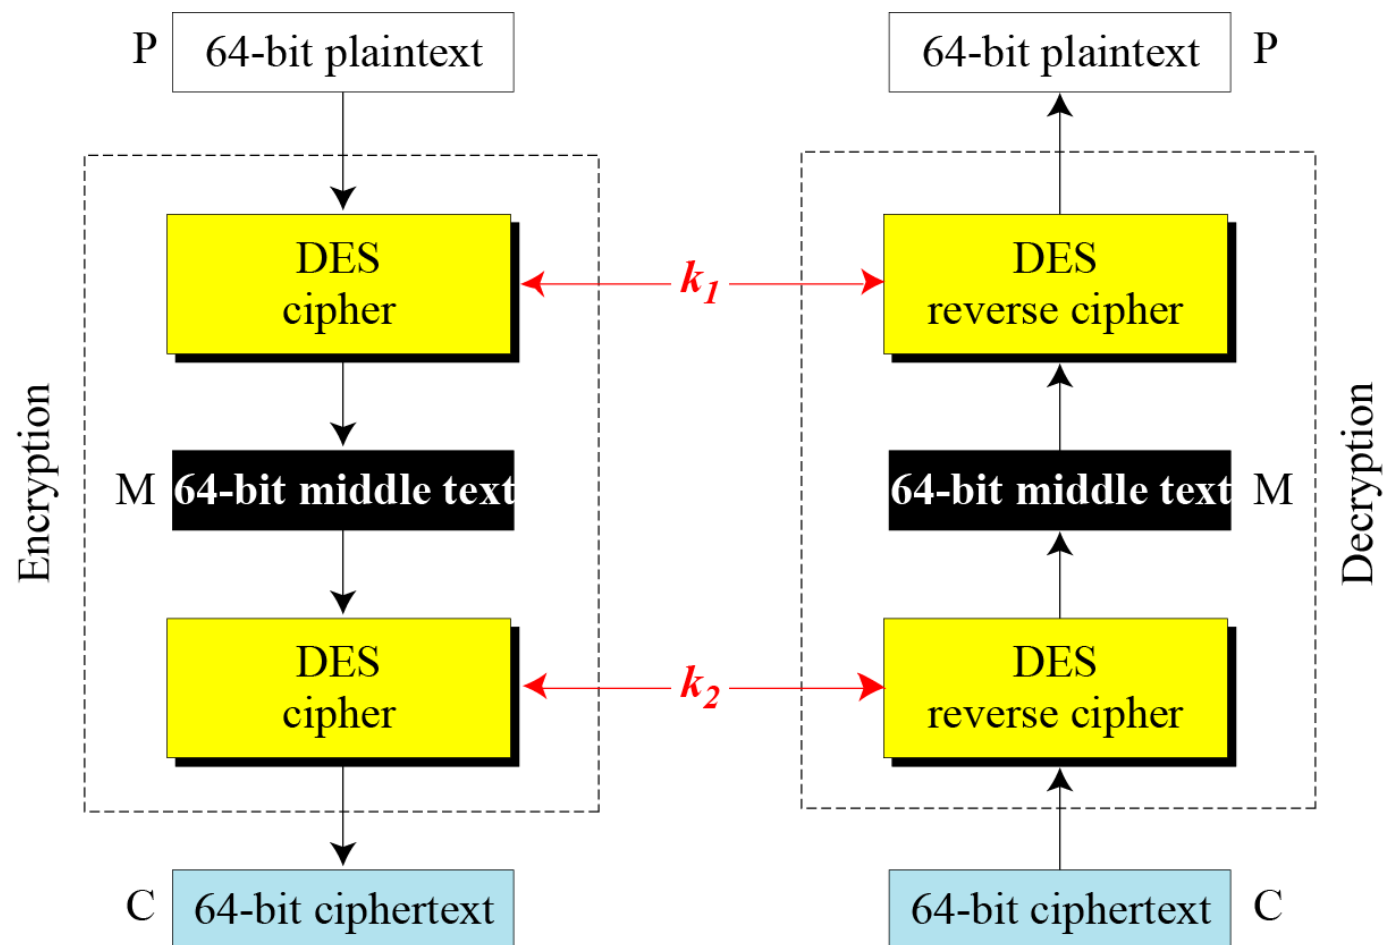 P
64-bit plaintext
64-bit plaintext
P
DES
cipher
k1
DES
reverse cipher
Encryption
M
64-bit middle text
64-bit middle text
M
Decryption
DES
cipher
k2
DES
reverse cipher
C
64-bit ciphertext
64-bit ciphertext
C